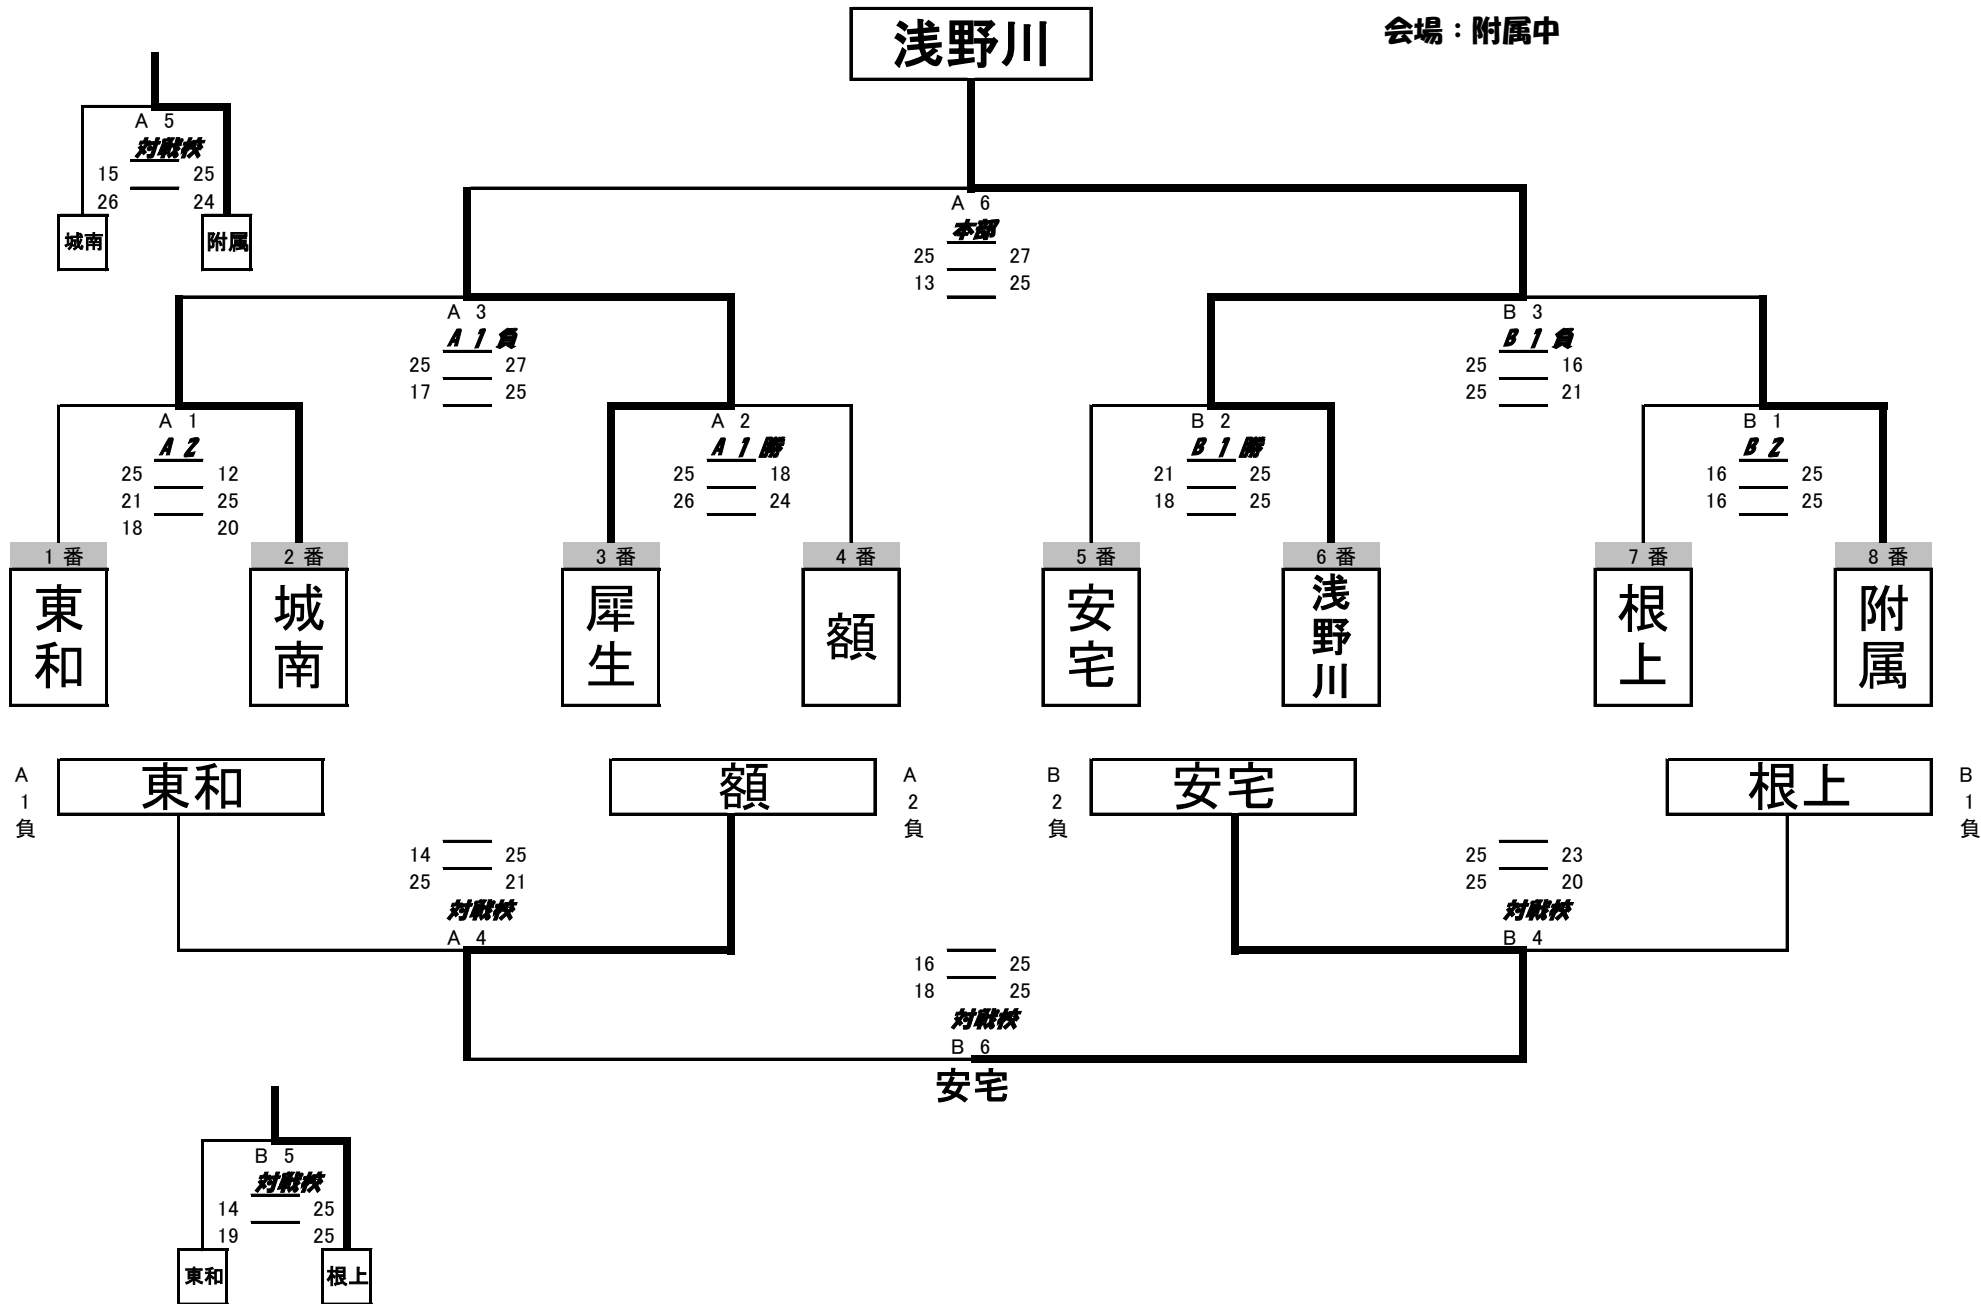 浅野川
会場：附属中
A 5
対戦校
15 25
26 24
城南 附属
A 6
本部
25 27
13 25
A 3
A 1 負
25 27
17 25
B 3
B 1 負
25 16
25 21
A 1
A 2
25 12
21 25
18 20
A 2
A 1 勝
25 18
26 24
B 2
B 1 勝
21 25
18 25
B 1
B 2
16 25
16 25
1 番
東和
2 番
城南
3 番
犀生
4 番
額
5 番
安宅
6 番
浅野川
7 番
根上
8 番
附属
A1負
東和
額
A2負
B2負
安宅
根上
B1負
14 25
25 21
対戦校
A 4
25 23
25 20
対戦校
B 4
16 25
18 25
対戦校
B 6
安宅
B 5
対戦校
14 25
19 25
東和 根上